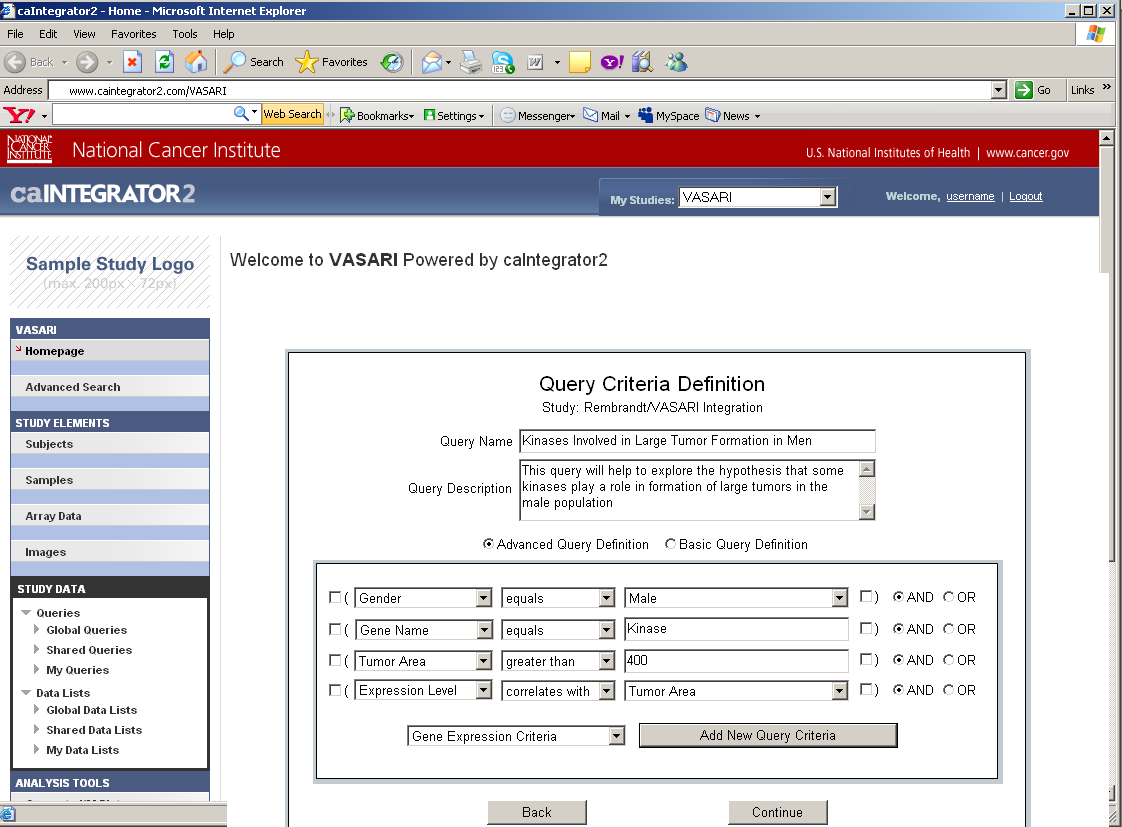 caIntegrator2 - Home - Microsoft Internet Explorer
File Edit View Favorites Tools Help
Back Search Favorites
Address www.caintegrator2.com/VASARI Go Links »
Y! Web Search Bookmarks Settings Messenger Mail MySpace News
NATIONAL CANCER INSTITUTE National Cancer Institute U.S. National Institutes of Health | www.cancer.gov
caINTEGRATOR2 My Studies: VASARI Welcome, username | Logout
Sample Study Logo
(max. 200px × 72px)
Welcome to VASARI Powered by caIntegrator2
VASARI
Homepage
Advanced Search
STUDY ELEMENTS
Subjects
Samples
Array Data
Images
STUDY DATA
Queries
Global Queries
Shared Queries
My Queries
Data Lists
Global Data Lists
Shared Data Lists
My Data Lists
ANALYSIS TOOLS
Query Criteria Definition
Study: Rembrandt/VASARI Integration
Query Name Kinases Involved in Large Tumor Formation in Men
Query Description This query will help to explore the hypothesis that some
kinases play a role in formation of large tumors in the
male population
Advanced Query Definition Basic Query Definition
( Gender equals Male ) AND OR
( Gene Name equals Kinase ) AND OR
( Tumor Area greater than 400 ) AND OR
( Expression Level correlates with Tumor Area ) AND OR
Gene Expression Criteria Add New Query Criteria
Back Continue